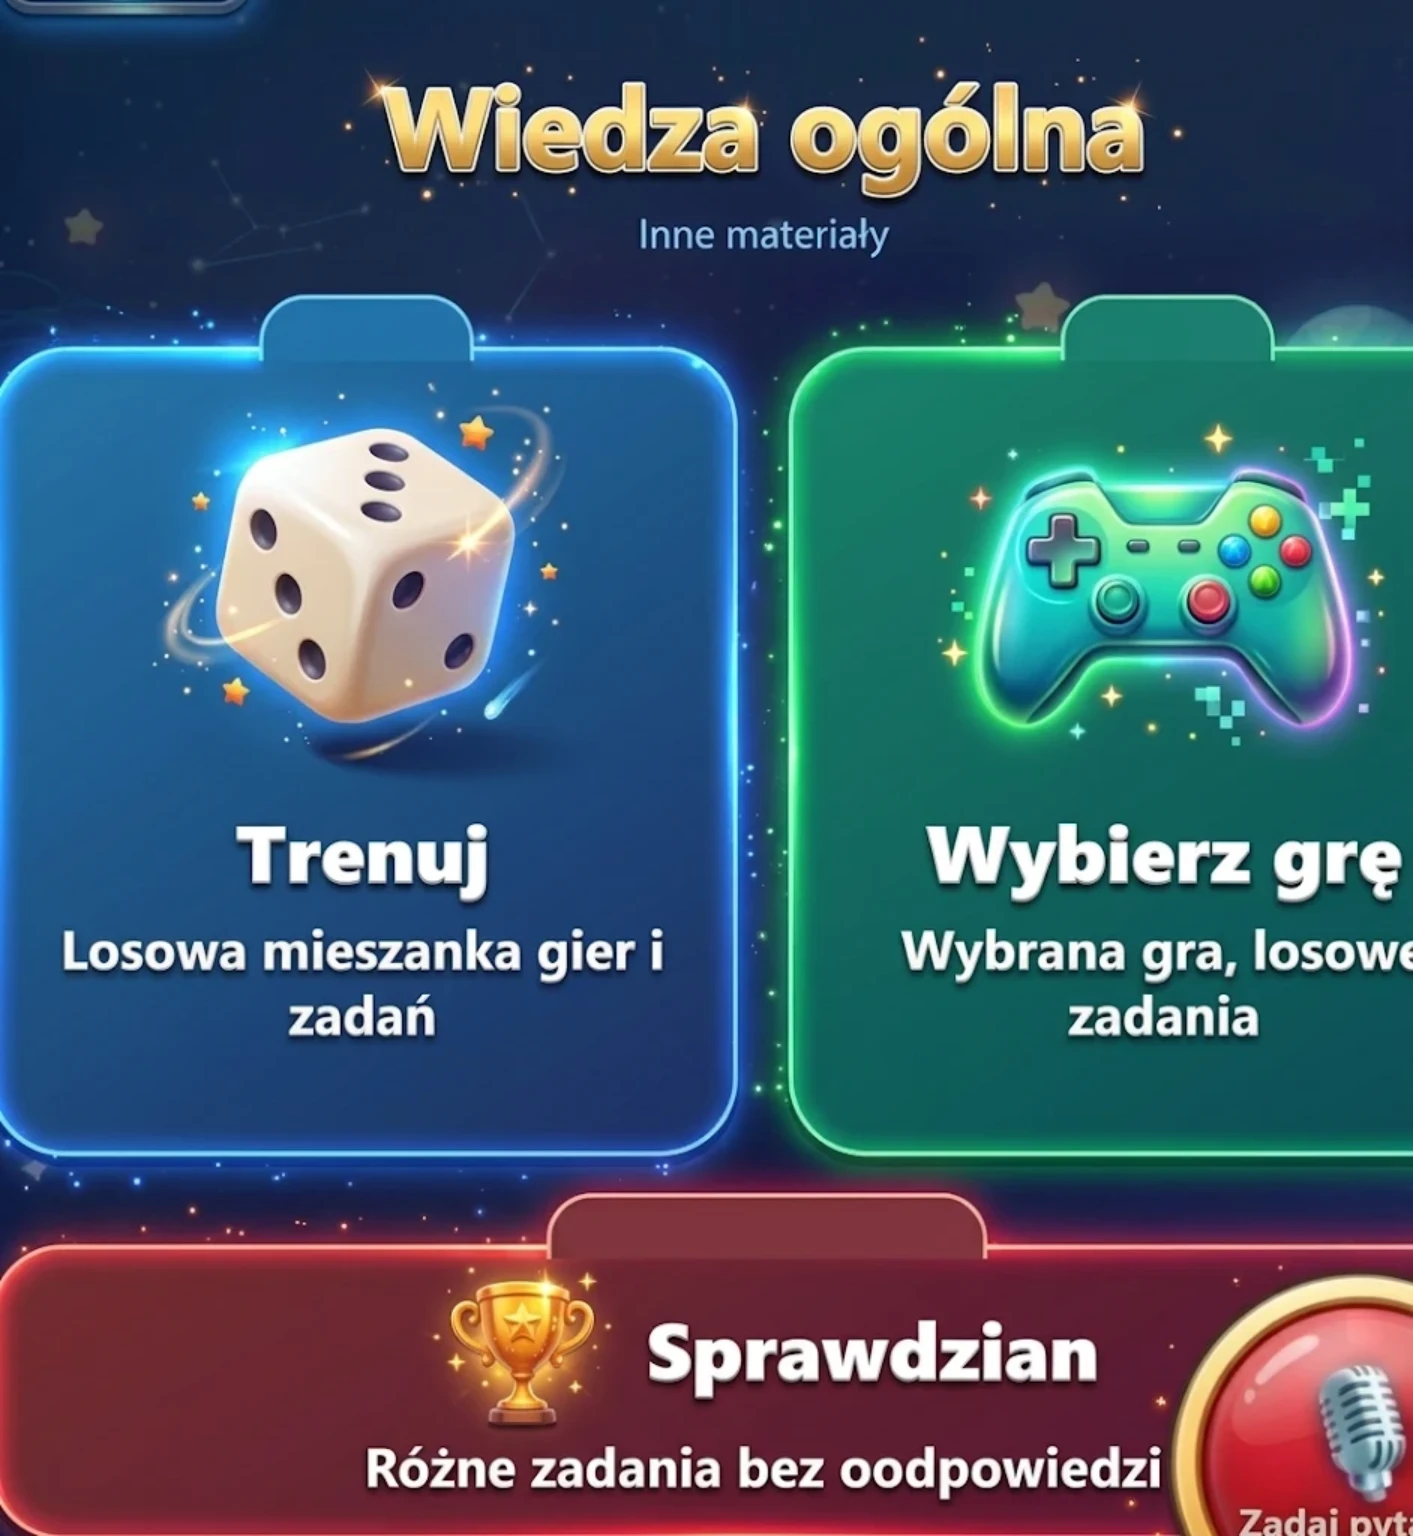 Wiedza ogólna
Inne materiały
Trenuj
Losowa mieszanka gier i
zadań
Wybierz grę
Wybrana gra, losowe
zadania
Sprawdzian
Różne zadania bez oodpowiedzi
Zadaj